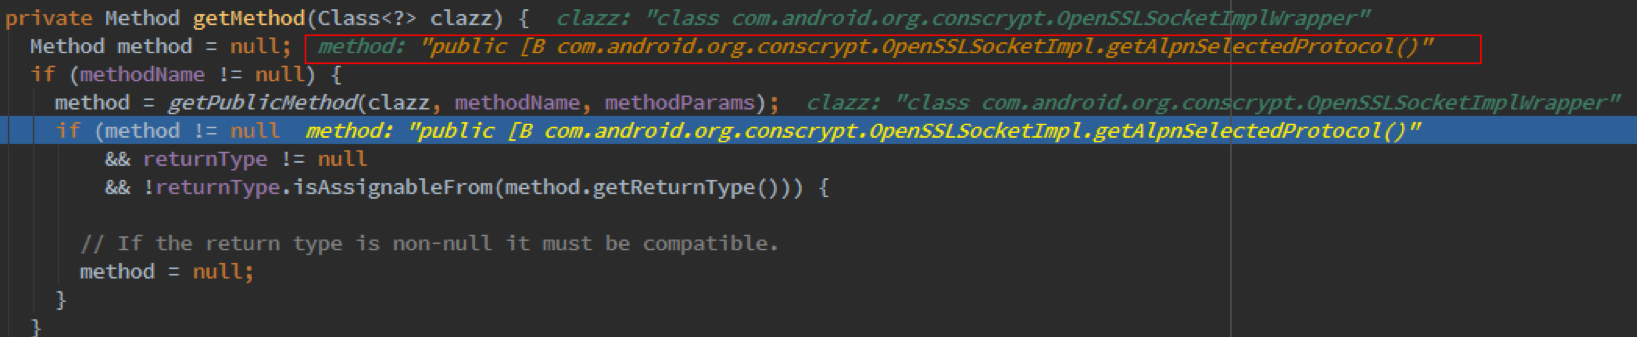 private Method getMethod(Class<?> clazz) {  clazz: "class com.android.org.conscrypt.OpenSSLSocketImplWrapper"
  Method method = null;  method: "public [B com.android.org.conscrypt.OpenSSLSocketImpl.getAlpnSelectedProtocol()"
  if (methodName != null) {
    method = getPublicMethod(clazz, methodName, methodParams);  clazz: "class com.android.org.conscrypt.OpenSSLSocketImplWrapper"
    if (method != null  method: "public [B com.android.org.conscrypt.OpenSSLSocketImpl.getAlpnSelectedProtocol()"
        && returnType != null
        && !returnType.isAssignableFrom(method.getReturnType())) {
      // If the return type is non-null it must be compatible.
      method = null;
    }
  }